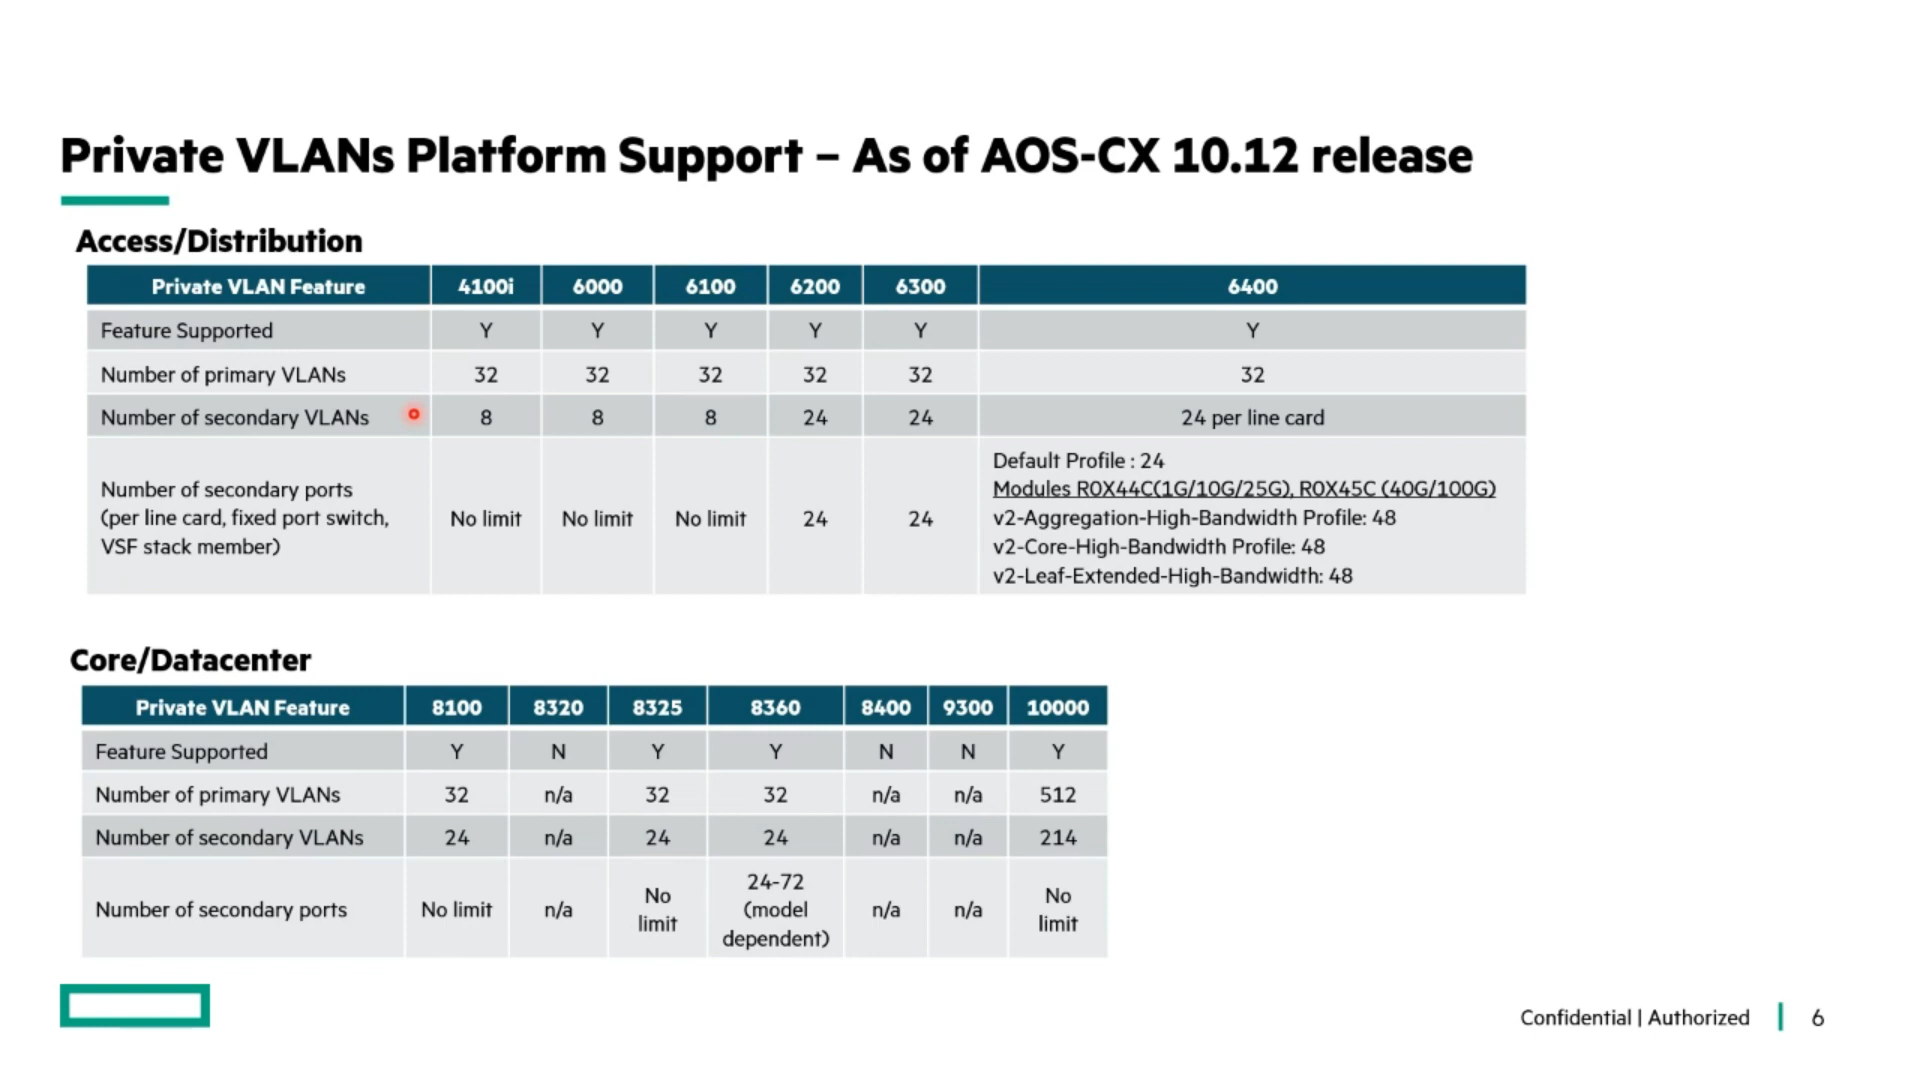 Private VLANs Platform Support – As of AOS-CX 10.12 release
Access/Distribution
Private VLAN Feature 4100i 6000 6100 6200 6300 6400
Feature Supported Y Y Y Y Y Y
Number of primary VLANs 32 32 32 32 32 32
Number of secondary VLANs 8 8 8 24 24 24 per line card
Number of secondary ports
(per line card, fixed port switch,
VSF stack member)
No limit No limit No limit 24 24
Default Profile : 24
Modules R0X44C(1G/10G/25G), R0X45C (40G/100G)
v2-Aggregation-High-Bandwidth Profile: 48
v2-Core-High-Bandwidth Profile: 48
v2-Leaf-Extended-High-Bandwidth: 48
Core/Datacenter
Private VLAN Feature 8100 8320 8325 8360 8400 9300 10000
Feature Supported Y N Y Y N N Y
Number of primary VLANs 32 n/a 32 32 n/a n/a 512
Number of secondary VLANs 24 n/a 24 24 n/a n/a 214
Number of secondary ports No limit n/a
No
limit
24-72
(model
dependent)
n/a n/a
No
limit
Confidential | Authorized 6